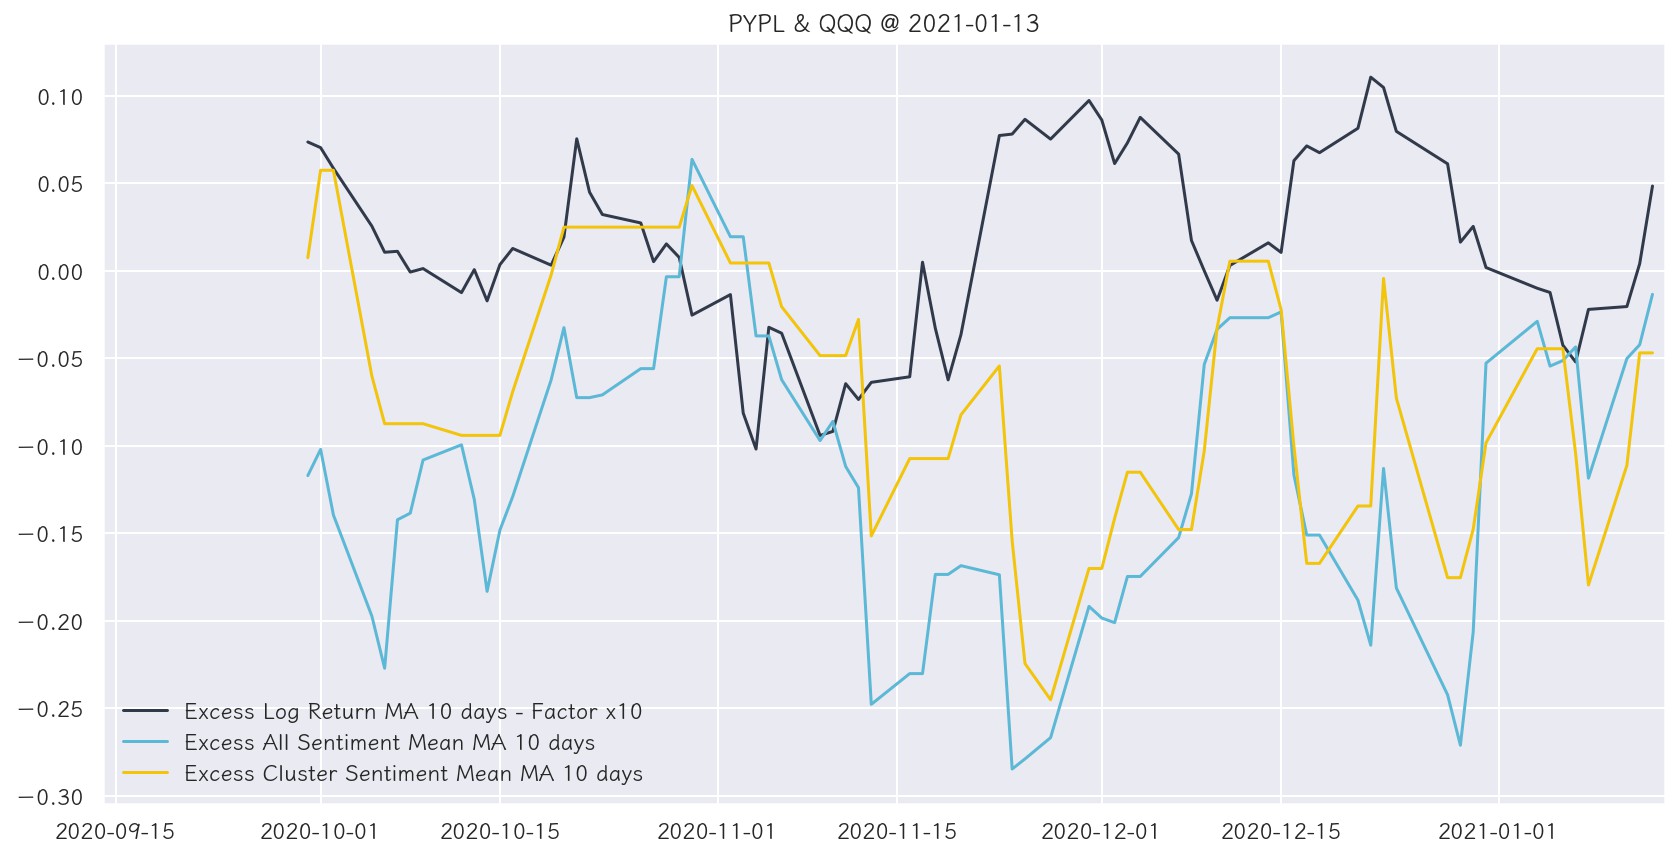 PYPL & QQQ @ 2021-01-13
0.10
0.05
0.00
−0.05
−0.10
−0.15
−0.20
−0.25
−0.30
Excess Log Return MA 10 days - Factor x10
Excess All Sentiment Mean MA 10 days
Excess Cluster Sentiment Mean MA 10 days
2020-09-15 2020-10-01 2020-10-15 2020-11-01 2020-11-15 2020-12-01 2020-12-15 2021-01-01